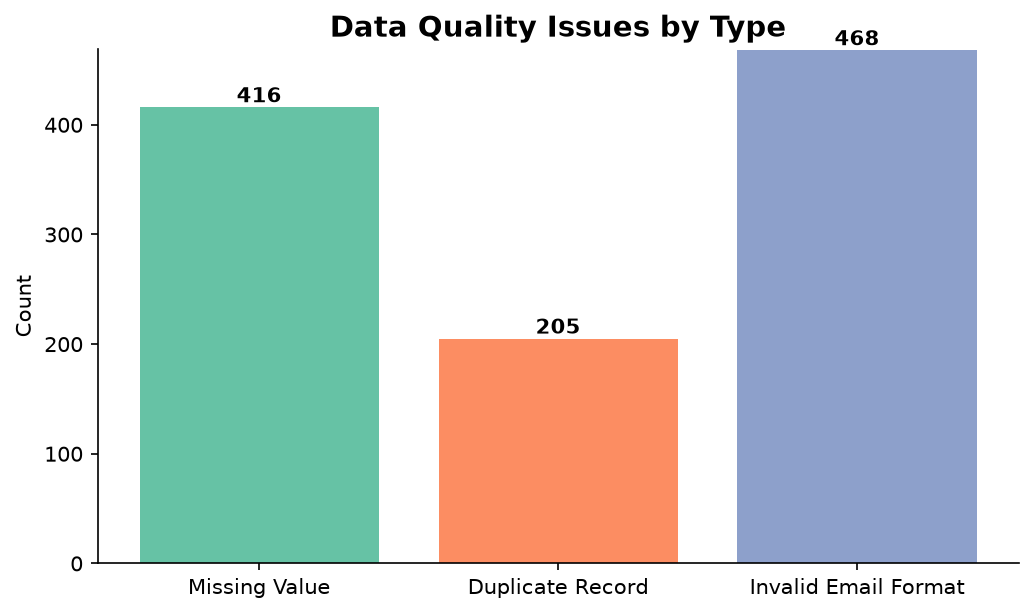 Data Quality Issues by Type
468
416
400
300
Count
205
200
100
0
Missing Value
Duplicate Record
Invalid Email Format